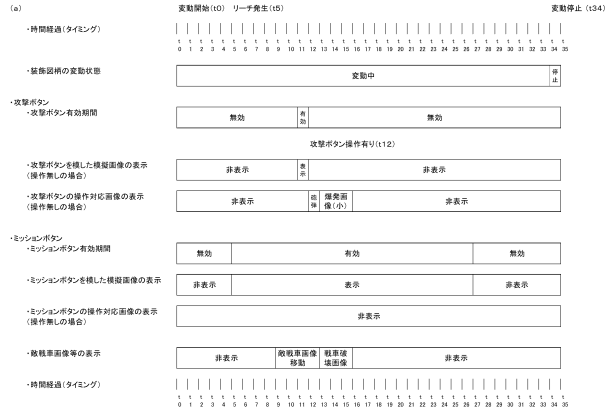 (a)
変動開始(t0) リーチ発生(t5) 変動停止 (t34)
・時間経過(タイミング)
t t t t t t t t t t t t t t t t t t t t t t t t t t t t t t t t t t t t
0 1 2 3 4 5 6 7 8 9 10 11 12 13 14 15 16 17 18 19 20 21 22 23 24 25 26 27 28 29 30 31 32 33 34 35
・装飾図柄の変動状態 変動中 停止
・攻撃ボタン
・攻撃ボタン有効期間 無効 有効 無効
攻撃ボタン操作有り(t12)
・攻撃ボタンを模した模擬画像の表示
(操作無しの場合)
非表示 表示 非表示
・攻撃ボタンの操作対応画像の表示
(操作無しの場合)
非表示 砲弾 爆発画像(小) 非表示
・ミッションボタン
・ミッションボタン有効期間 無効 有効 無効
・ミッションボタンを模した模擬画像の表示 非表示 表示 非表示
・ミッションボタンの操作対応画像の表示
(操作無しの場合)
非表示
・敵戦車画像等の表示 非表示 敵戦車画像移動 戦車破壊画像 非表示
・時間経過(タイミング)
t t t t t t t t t t t t t t t t t t t t t t t t t t t t t t t t t t t t
0 1 2 3 4 5 6 7 8 9 10 11 12 13 14 15 16 17 18 19 20 21 22 23 24 25 26 27 28 29 30 31 32 33 34 35